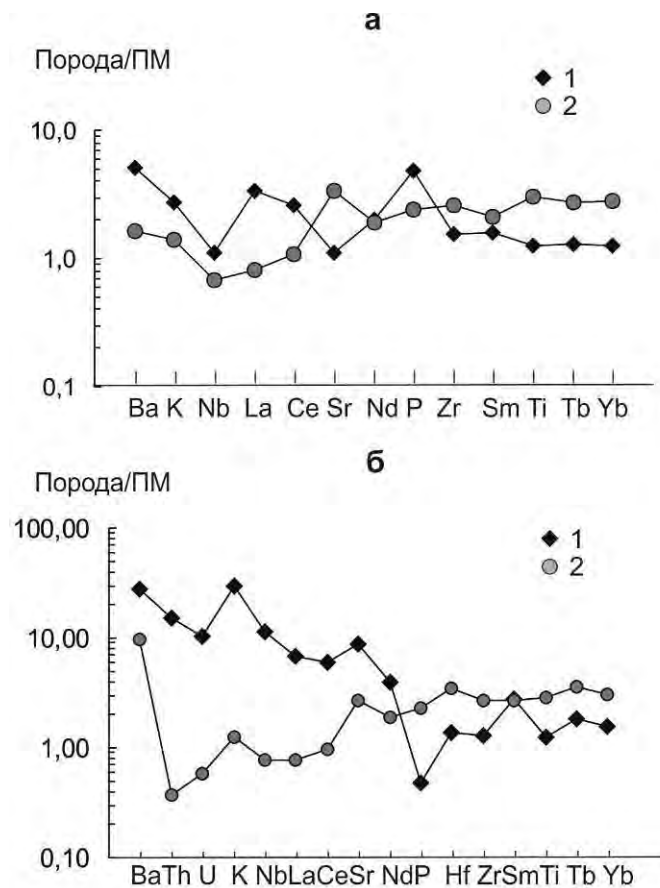 а
Порода/ПМ
1
2
10,0
1,0
0,1
Ba K Nb La Ce Sr Nd P Zr Sm Ti Tb Yb
б
Порода/ПМ
1
2
100,00
10,00
1,00
0,10
BaTh U K NbLaCeSr NdP Hf ZrSmTi Tb Yb